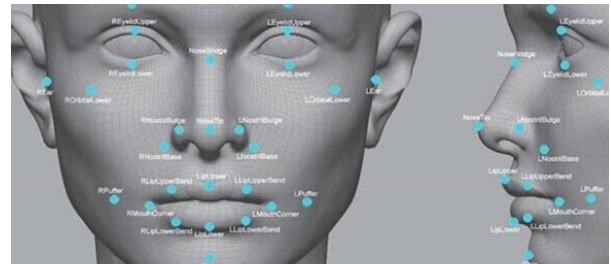 REyelidUpper
LEyelidUpper
NoseBridge
REyelidLower
LEyelidLower
REar
LEar
ROrbitalLower
LOrbitalLower
RNostrilBulge
NoseTip
LNostrilBulge
RNostrilBase
LNostrilBase
LipUpper
RLipUpperBend
LLipUpperBend
RPuffer
LPuffer
RMouthCorner
LMouthCorner
RLipLowerBend
LipLower
LLipLowerBend
LEyelidUpper
NoseBridge
LEyelidLower
LOrbitalL
NoseTip
LNostrilBulge
LNostrilBase
LipUpper
LLipUpperBend
LPuffer
LMouthCorner
LipLower
LLipLowerBend